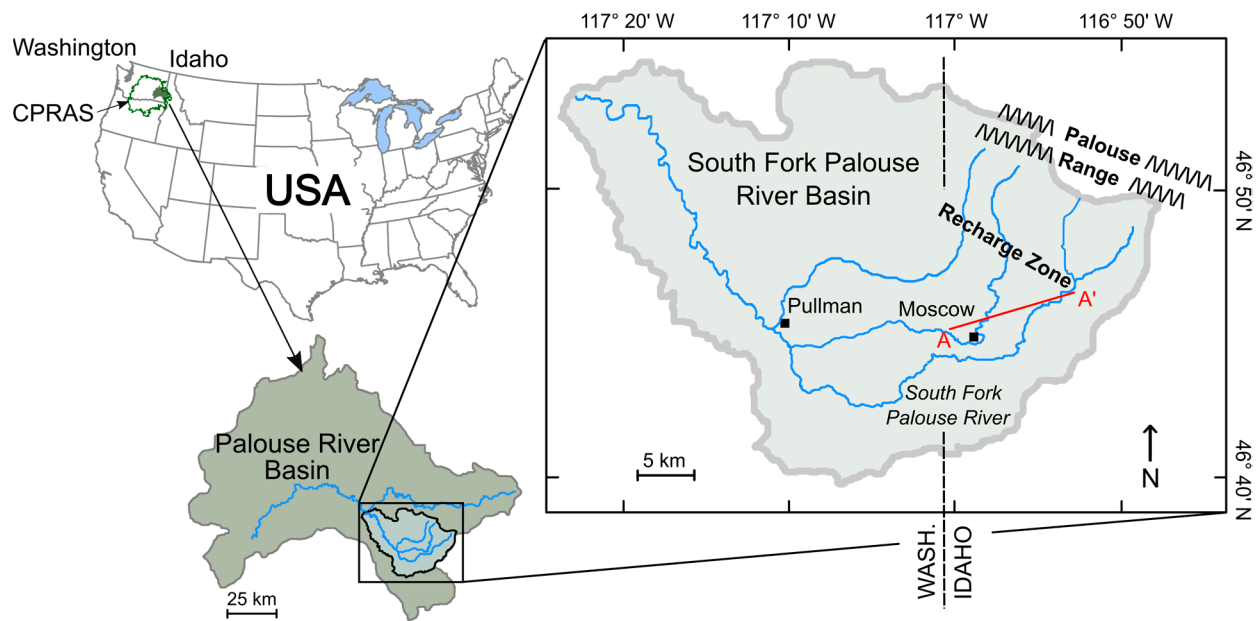 Washington
Idaho
CPRAS
USA
Palouse River
Basin
25 km
117° 20' W
117° 10' W
117° W
116° 50' W
46° 50' N
46° 40' N
South Fork Palouse
River Basin
Palouse
Range
Recharge Zone
Pullman
Moscow
A
A'
South Fork
Palouse River
5 km
N
WASH.
IDAHO